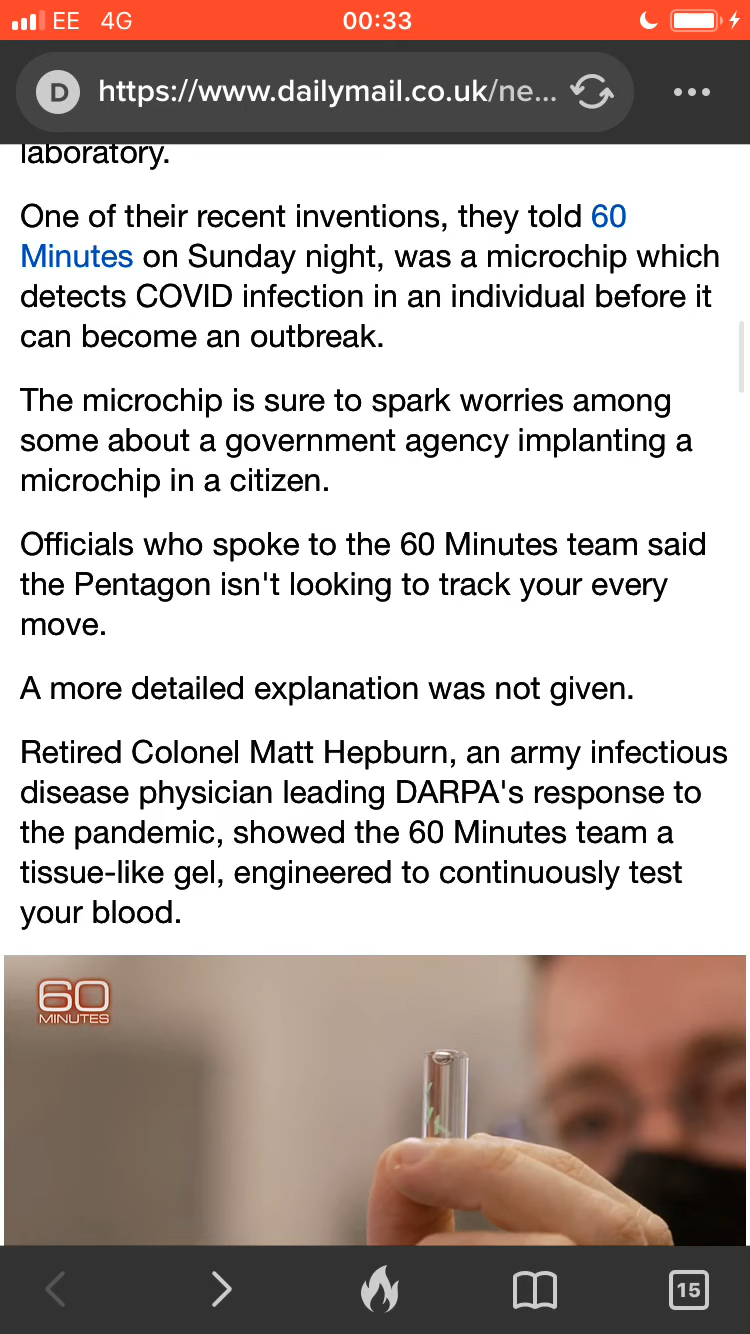 EE 4G 00:33
D https://www.dailymail.co.uk/ne...
laboratory.
One of their recent inventions, they told 60
Minutes on Sunday night, was a microchip which
detects COVID infection in an individual before it
can become an outbreak.
The microchip is sure to spark worries among
some about a government agency implanting a
microchip in a citizen.
Officials who spoke to the 60 Minutes team said
the Pentagon isn't looking to track your every
move.
A more detailed explanation was not given.
Retired Colonel Matt Hepburn, an army infectious
disease physician leading DARPA's response to
the pandemic, showed the 60 Minutes team a
tissue-like gel, engineered to continuously test
your blood.
60
MINUTES
15